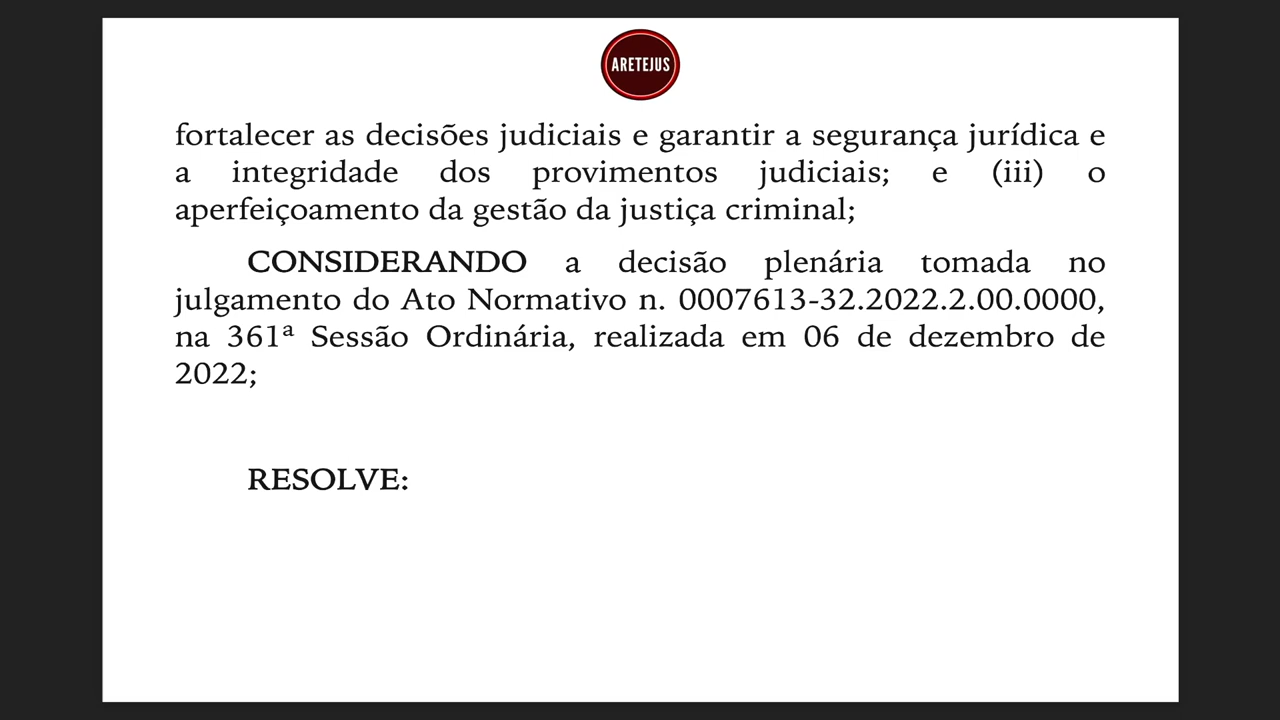 ARETEJUS
fortalecer as decisões judiciais e garantir a segurança jurídica e
a integridade dos provimentos judiciais; e (iii) o
aperfeiçoamento da gestão da justiça criminal;
CONSIDERANDO a decisão plenária tomada no
julgamento do Ato Normativo n. 0007613-32.2022.2.00.0000,
na 361ª Sessão Ordinária, realizada em 06 de dezembro de
2022;
RESOLVE: